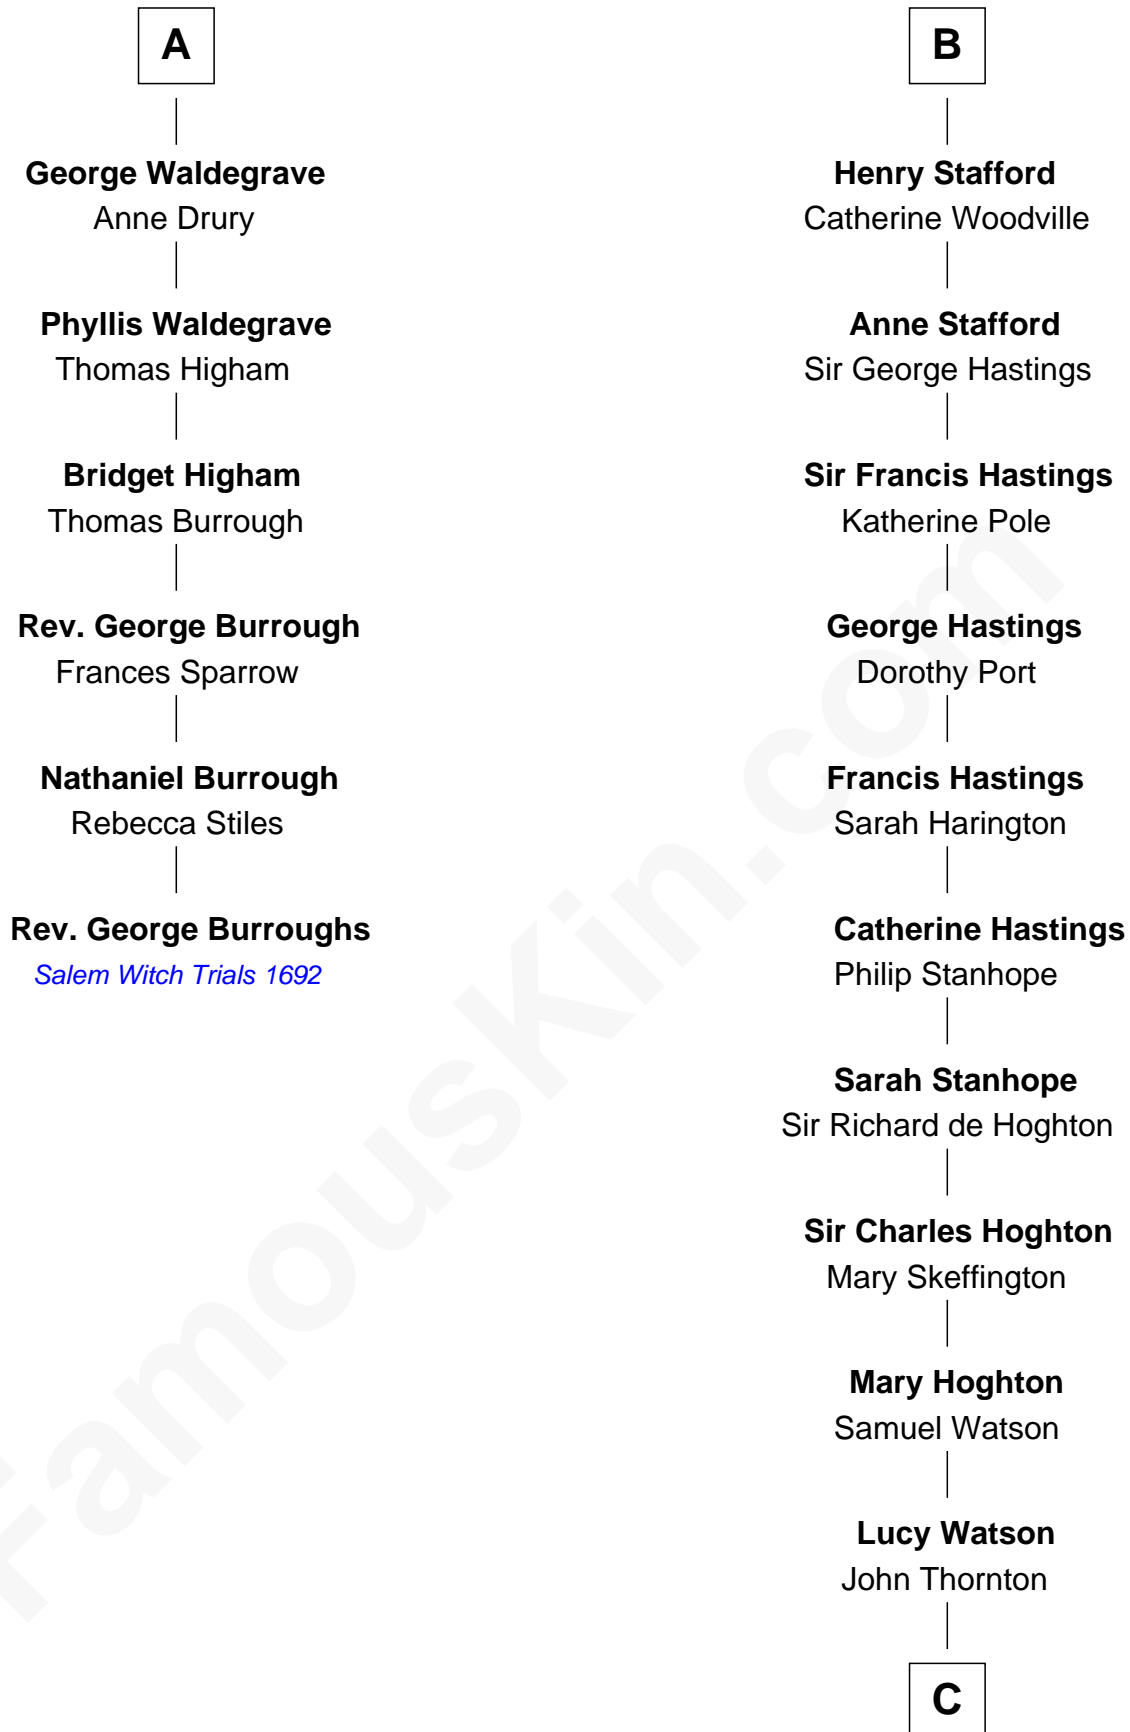 A
George Waldegrave
Anne Drury
Phyllis Waldegrave
Thomas Higham
Bridget Higham
Thomas Burrough
Rev. George Burrough
Frances Sparrow
Nathaniel Burrough
Rebecca Stiles
Rev. George Burroughs
Salem Witch Trials 1692
B
Henry Stafford
Catherine Woodville
Anne Stafford
Sir George Hastings
Sir Francis Hastings
Katherine Pole
George Hastings
Dorothy Port
Francis Hastings
Sarah Harington
Catherine Hastings
Philip Stanhope
Sarah Stanhope
Sir Richard de Hoghton
Sir Charles Hoghton
Mary Skeffington
Mary Hoghton
Samuel Watson
Lucy Watson
John Thornton
C
FamousKin.com